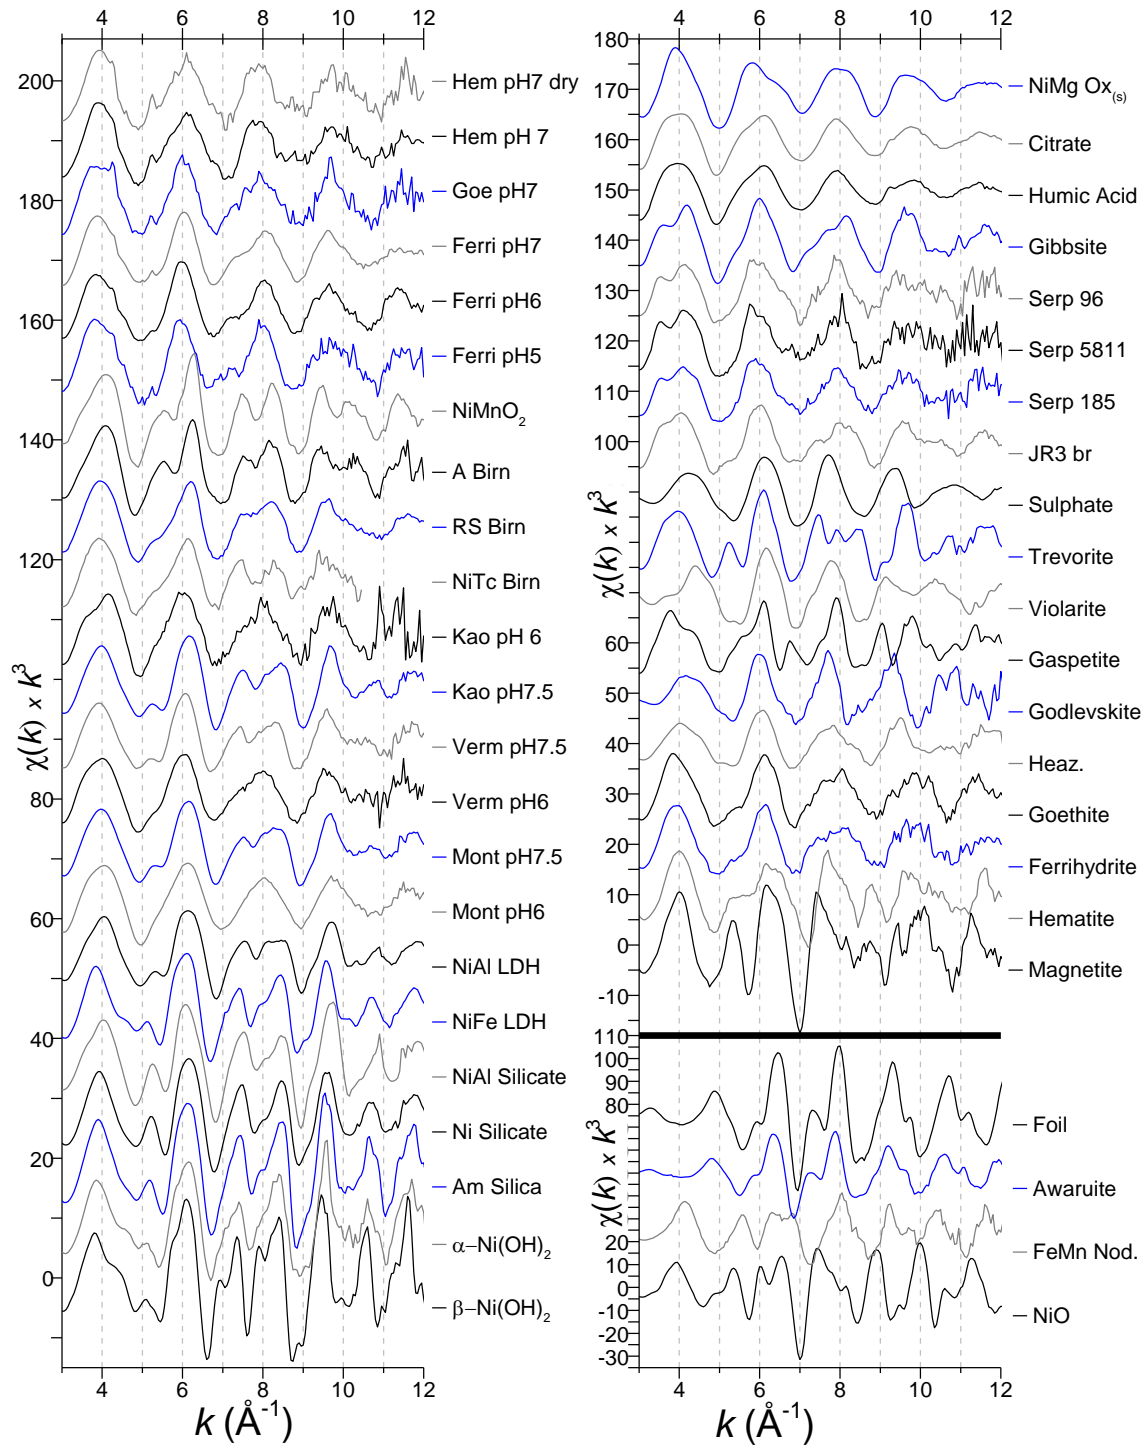 4 6 8 10 12
200
180
160
140
120
100
80
60
40
20
0
χ(k) x k³
Hem pH7 dry
Hem pH 7
Goe pH7
Ferri pH7
Ferri pH6
Ferri pH5
NiMnO₂
A Birn
RS Birn
NiTc Birn
Kao pH 6
Kao pH7.5
Verm pH7.5
Verm pH6
Mont pH7.5
Mont pH6
NiAl LDH
NiFe LDH
NiAl Silicate
Ni Silicate
Am Silica
α−Ni(OH)₂
β−Ni(OH)₂
4 6 8 10 12
k (Å⁻¹)
4 6 8 10 12
180
170
160
150
140
130
120
110
100
60
50
40
30
20
10
0
-10
χ(k) x k³
NiMg Ox₍ₛ₎
Citrate
Humic Acid
Gibbsite
Serp 96
Serp 5811
Serp 185
JR3 br
Sulphate
Trevorite
Violarite
Gaspetite
Godlevskite
Heaz.
Goethite
Ferrihydrite
Hematite
Magnetite
110
100
90
80
20
10
0
-10
-20
-30
χ(k) x k³
Foil
Awaruite
FeMn Nod.
NiO
4 6 8 10 12
k (Å⁻¹)